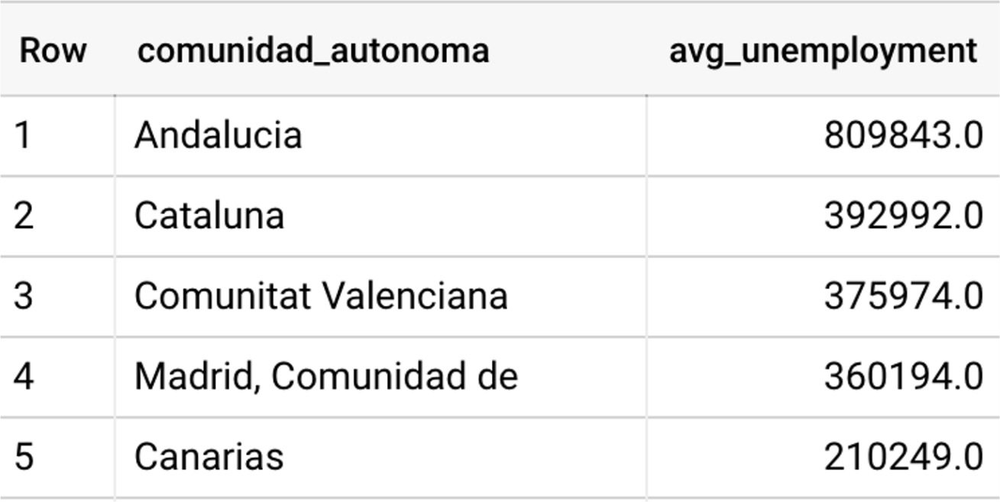 Row comunidad_autonoma avg_unemployment
1 Andalucia 809843.0
2 Cataluna 392992.0
3 Comunitat Valenciana 375974.0
4 Madrid, Comunidad de 360194.0
5 Canarias 210249.0